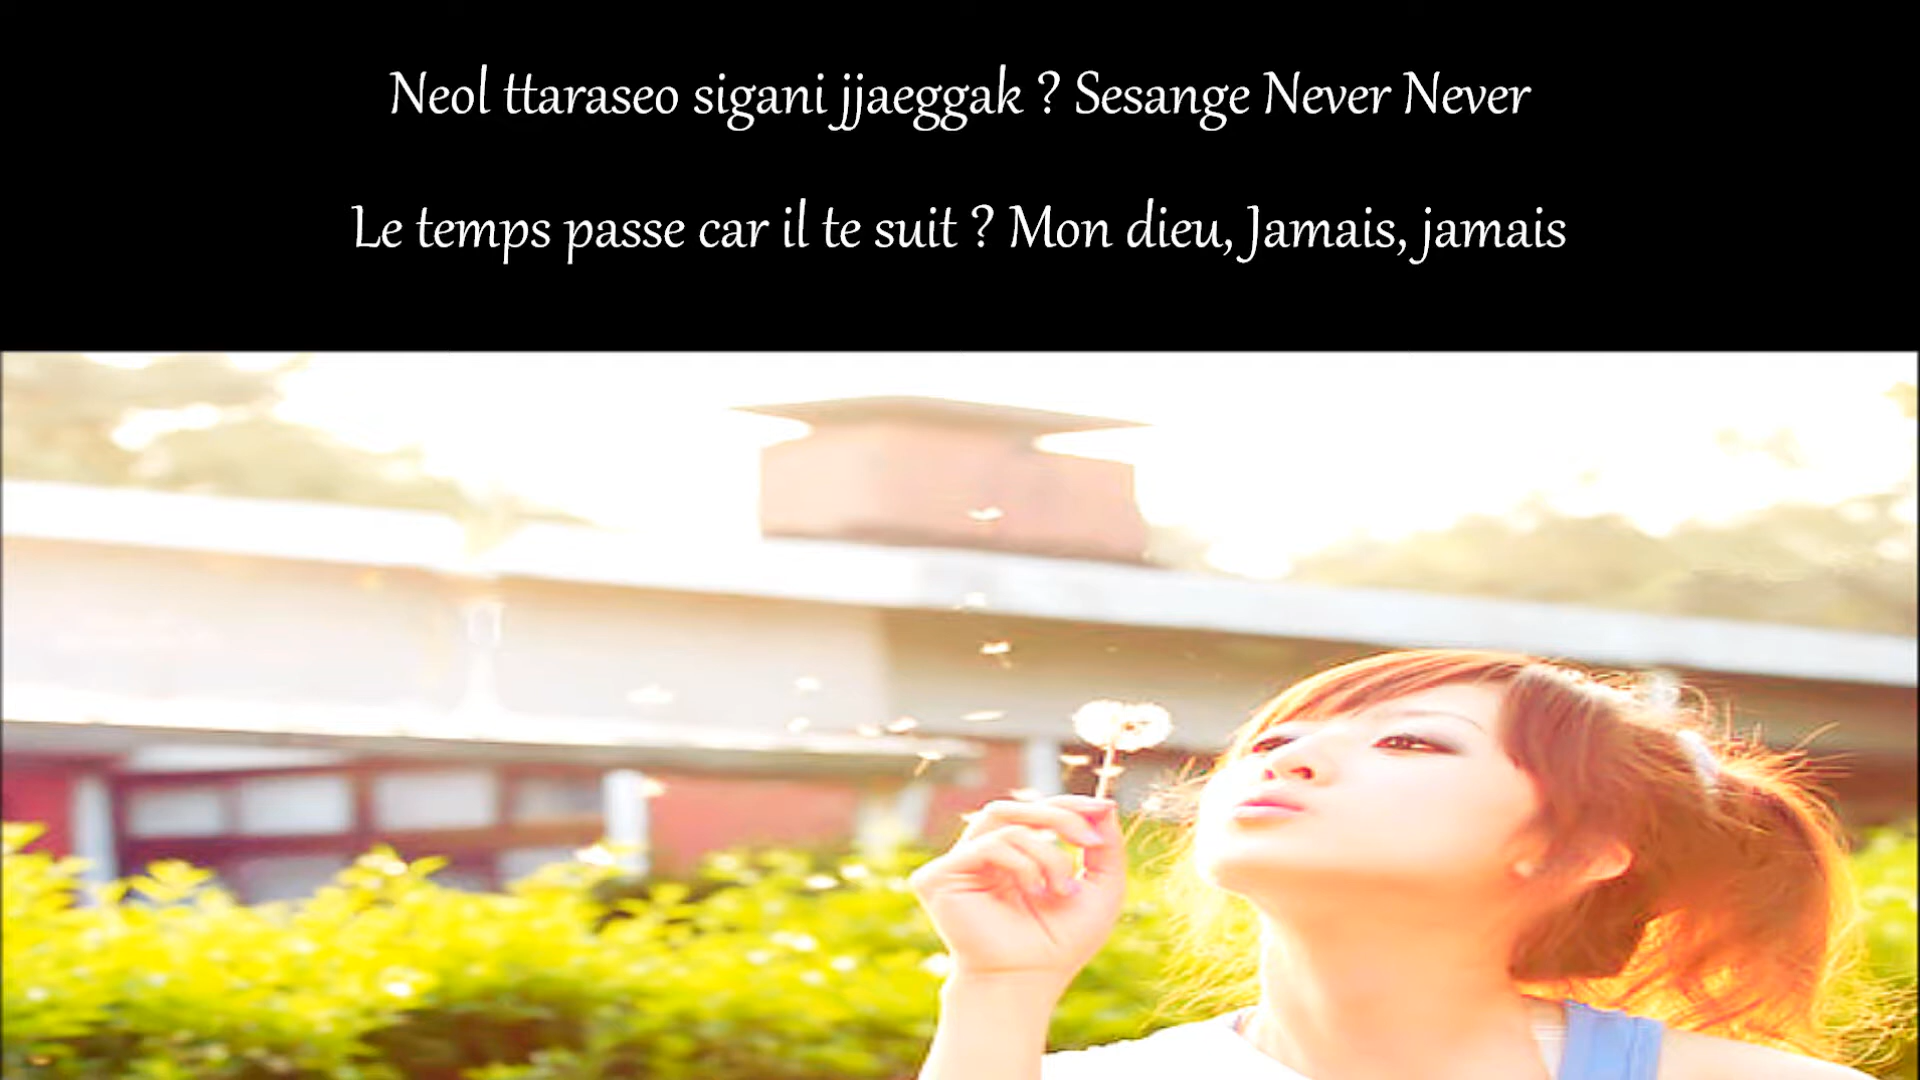 Neol ttaraseo sigani jjaeggak ? Sesange Never Never
Le temps passe car il te suit ? Mon dieu, Jamais, jamais